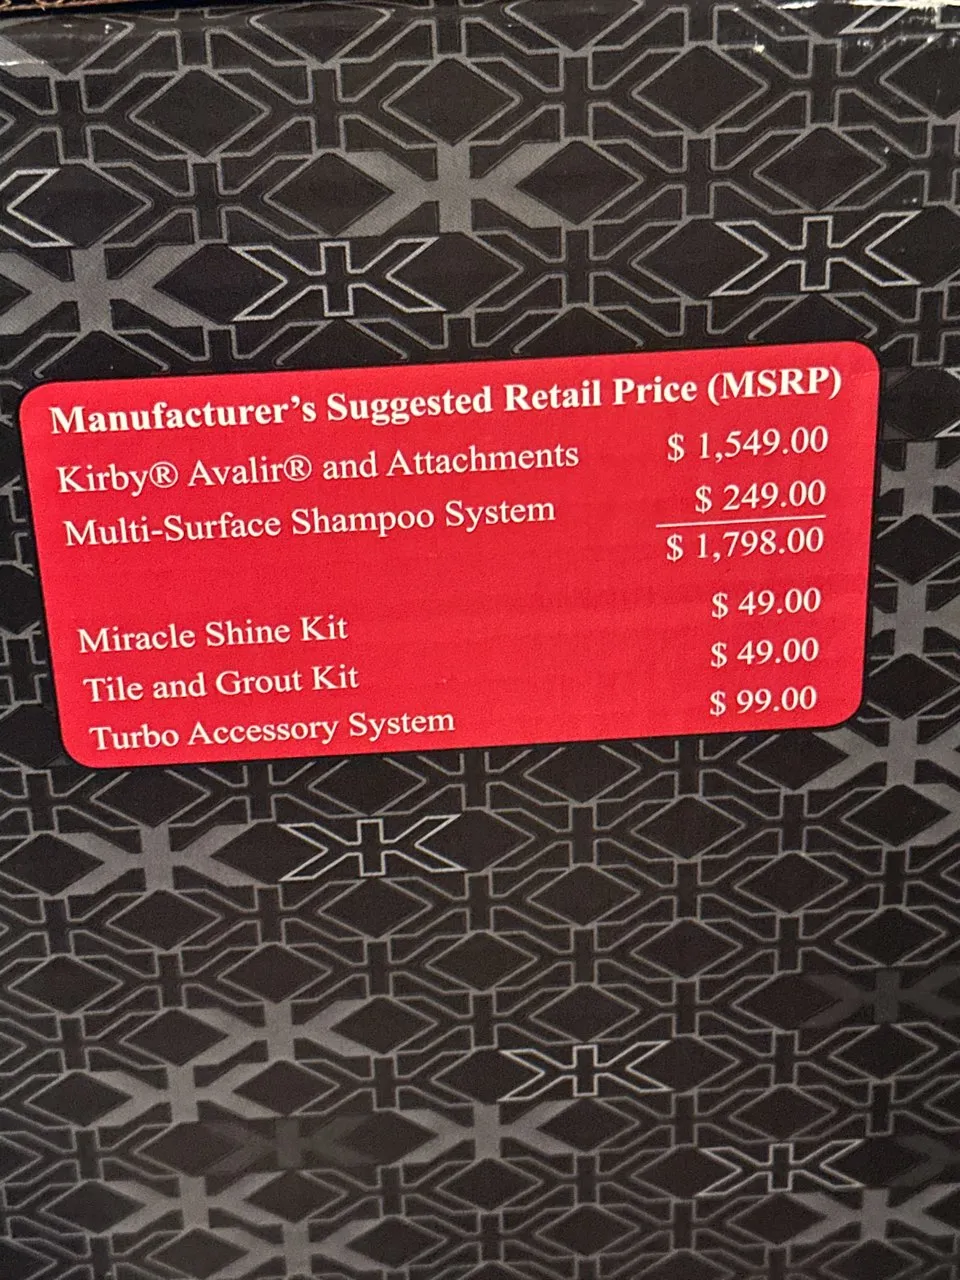 Manufacturer's Suggested Retail Price (MSRP)
Kirby® Avalir® and Attachments $ 1,549.00
Multi-Surface Shampoo System $ 249.00
$ 1,798.00
Miracle Shine Kit $ 49.00
Tile and Grout Kit $ 49.00
Turbo Accessory System $ 99.00